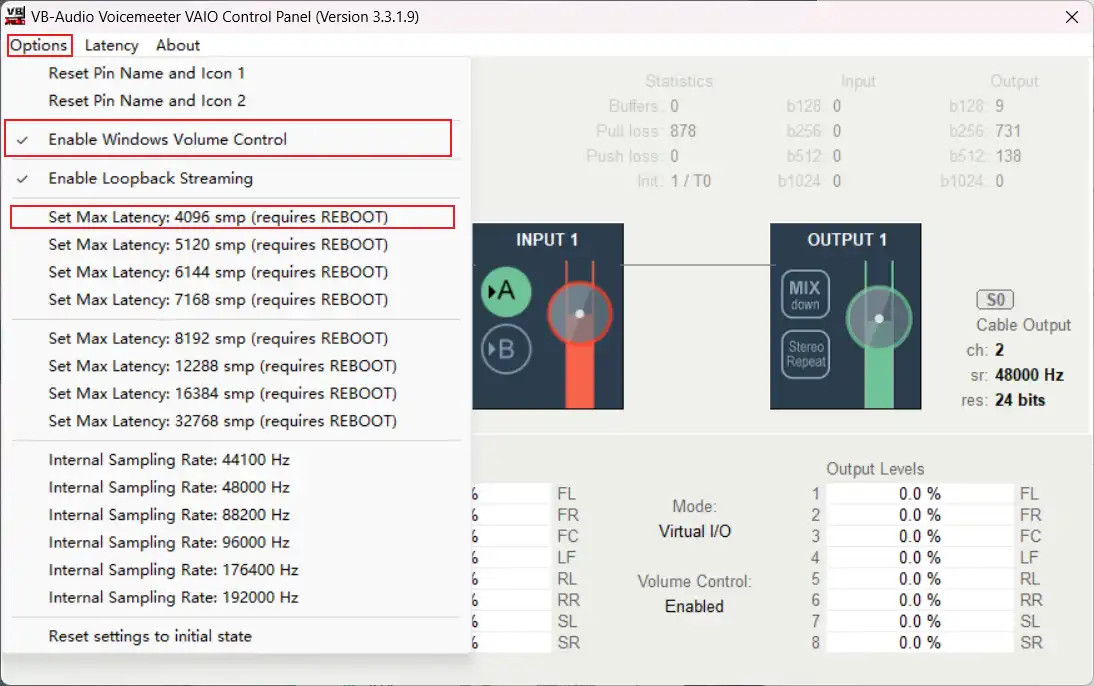 VB-Audio Voicemeeter VAIO Control Panel (Version 3.3.1.9)
Options Latency About
Reset Pin Name and Icon 1
Reset Pin Name and Icon 2
Enable Windows Volume Control
Enable Loopback Streaming
Set Max Latency: 4096 smp (requires REBOOT)
Set Max Latency: 5120 smp (requires REBOOT)
Set Max Latency: 6144 smp (requires REBOOT)
Set Max Latency: 7168 smp (requires REBOOT)
Set Max Latency: 8192 smp (requires REBOOT)
Set Max Latency: 12288 smp (requires REBOOT)
Set Max Latency: 16384 smp (requires REBOOT)
Set Max Latency: 32768 smp (requires REBOOT)
Internal Sampling Rate: 44100 Hz
Internal Sampling Rate: 48000 Hz
Internal Sampling Rate: 88200 Hz
Internal Sampling Rate: 96000 Hz
Internal Sampling Rate: 176400 Hz
Internal Sampling Rate: 192000 Hz
Reset settings to initial state
Statistics Input Output
Buffers: 0 b128: 0 b128: 9
Pull loss: 878 b256: 0 b256: 731
Push loss: 0 b512: 0 b512: 138
Init: 1 / T0 b1024: 0 b1024: 0
INPUT 1
A
B
OUTPUT 1
MIX
down
Stereo
Repeat
S0
Cable Output
ch: 2
sr: 48000 Hz
res: 24 bits
% FL
% FR
% FC
% LF
% RL
% RR
% SL
% SR
Mode:
Virtual I/O
Volume Control:
Enabled
Output Levels
1 0.0 % FL
2 0.0 % FR
3 0.0 % FC
4 0.0 % LF
5 0.0 % RL
6 0.0 % RR
7 0.0 % SL
8 0.0 % SR